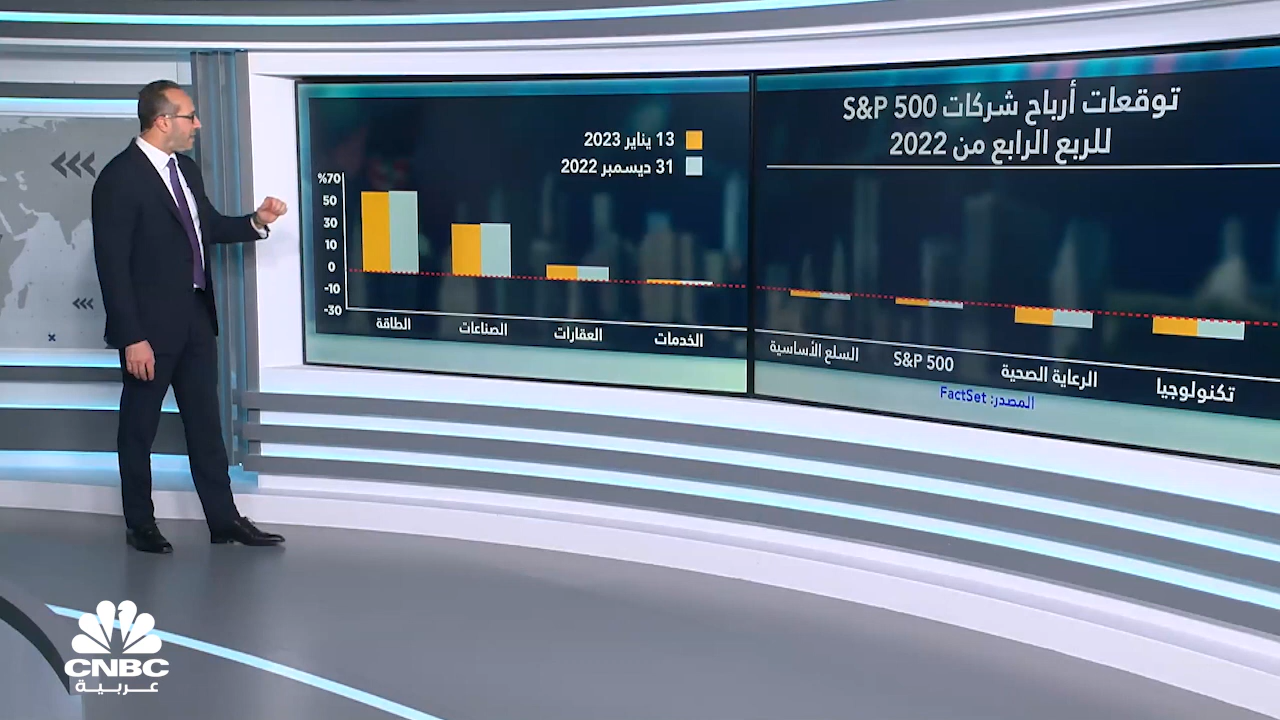 توقعات أرباح شركات S&P 500
للربع الرابع من 2022
13 يناير 2023
31 ديسمبر 2022
%70
50
30
10
0
-10
-30
الطاقة
الصناعات
العقارات
الخدمات
السلع الأساسية
S&P 500
الرعاية الصحية
تكنولوجيا
المصدر: FactSet
CNBC
عربية